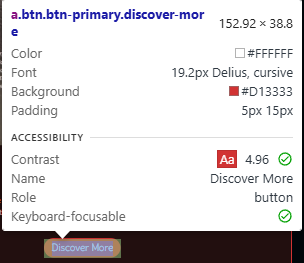 a.btn.btn-primary.discover-mor
e
152.92 × 38.8
Color #FFFFFF
Font 19.2px Delius, cursive
Background #D13333
Padding 5px 15px
ACCESSIBILITY
Contrast Aa 4.96
Name Discover More
Role button
Keyboard-focusable
Discover More